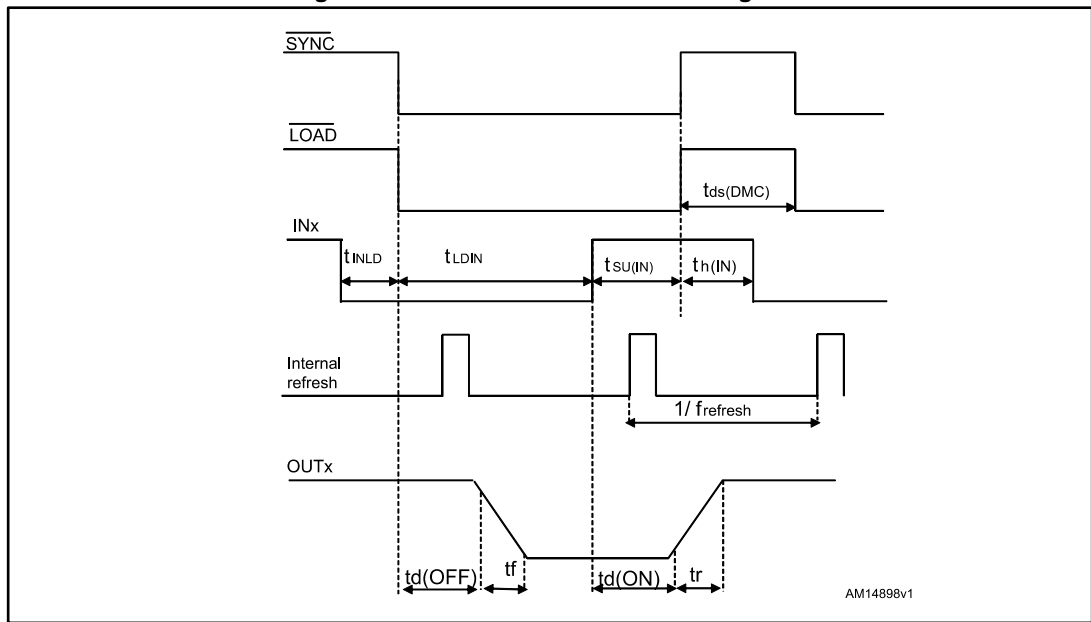 SYNC
LOAD
tds(DMC)
INx
tINLD
tLDIN
tSU(IN)
th(IN)
Internal
refresh
1/ frefresh
OUTx
td(OFF)
tf
td(ON)
tr
AM14898v1